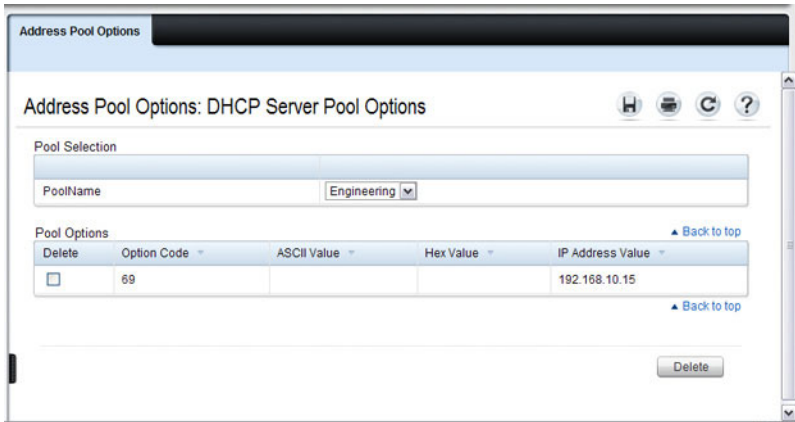 Address Pool Options
Address Pool Options: DHCP Server Pool Options
Pool Selection
PoolName Engineering
Pool Options Back to top
Delete Option Code ASCII Value Hex Value IP Address Value
69 192.168.10.15
Back to top
Delete